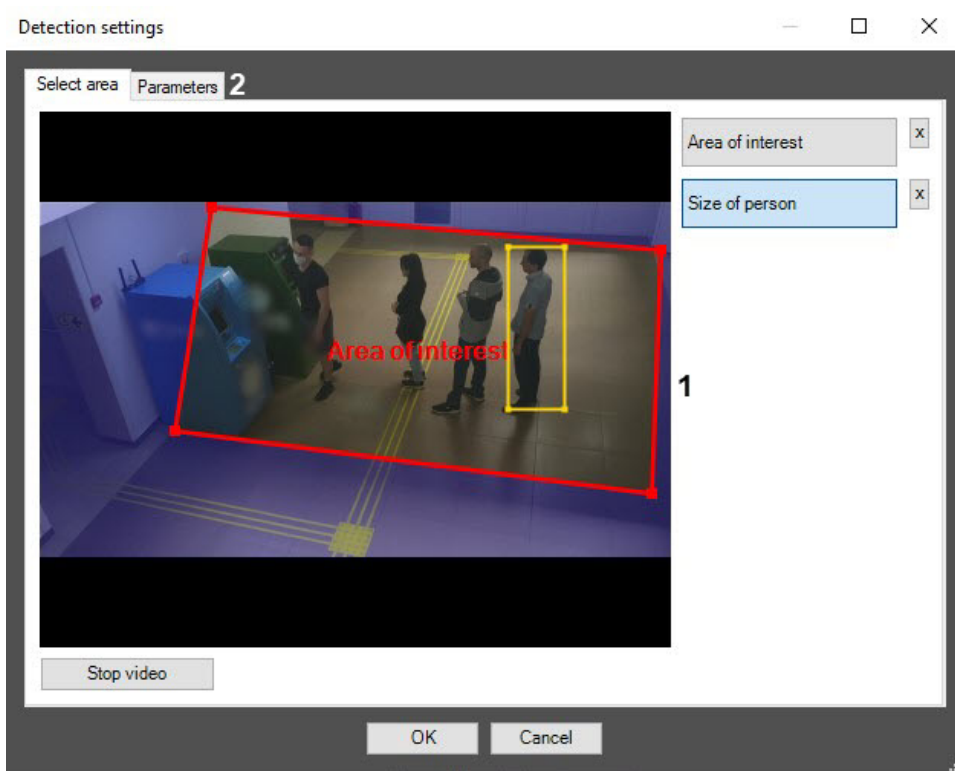 Detection settings
Select area
Parameters 2
Area of interest
x
Size of person
x
Area of interest
1
Stop video
OK
Cancel